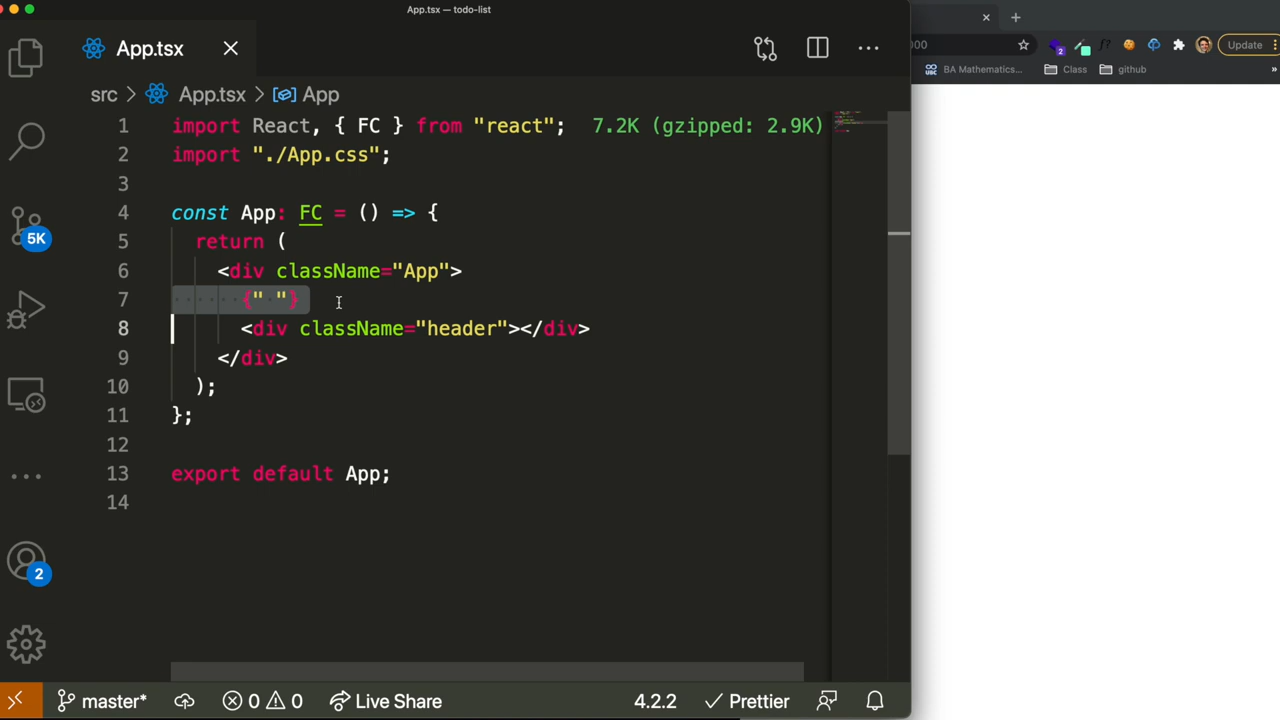 App.tsx — todo-list
App.tsx
000
2
f?
Update
BA Mathematics...
Class
github
»
src > App.tsx > App
1 import React, { FC } from "react"; 7.2K (gzipped: 2.9K)
2 import "./App.css";
3
4 const App: FC = () => {
5 return (
6 <div className="App">
7 {" "}
8 <div className="header"></div>
9 </div>
10 );
11 };
12
13 export default App;
14
5K
2
master*
0
0
Live Share
4.2.2
Prettier